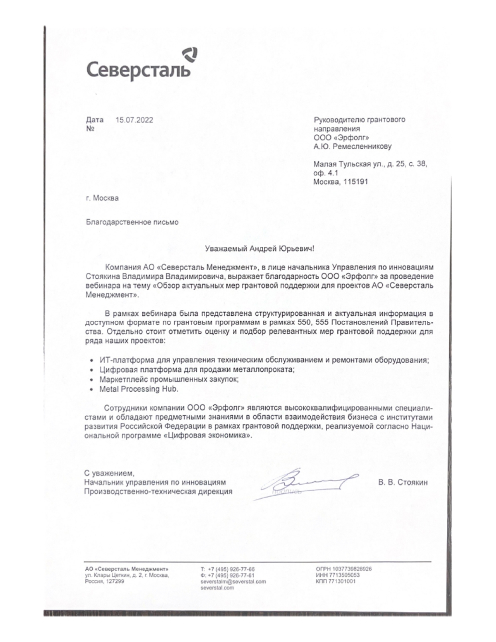 Северсталь
Дата 15.07.2022
№
Руководителю грантового
направления
ООО «Эрфолг»
А.Ю. Ремесленникову
Малая Тульская ул., д. 25, с. 38,
оф. 4.1
Москва, 115191
г. Москва
Благодарственное письмо
Уважаемый Андрей Юрьевич!
Компания АО «Северсталь Менеджмент», в лице начальника Управления по инновациям
Стоякина Владимира Владимировича, выражает благодарность ООО «Эрфолг» за проведение
вебинара на тему «Обзор актуальных мер грантовой поддержки для проектов АО «Северсталь
Менеджмент».
В рамках вебинара была представлена структурированная и актуальная информация в
доступном формате по грантовым программам в рамках 550, 555 Постановлений Правитель-
ства. Отдельно стоит отметить оценку и подбор релевантных мер грантовой поддержки для
ряда наших проектов:
• ИТ-платформа для управления техническим обслуживанием и ремонтами оборудования;
• Цифровая платформа для продажи металлопроката;
• Маркетплейс промышленных закупок;
• Metal Processing Hub.
Сотрудники компании ООО «Эрфолг» являются высококвалифицированными специали-
стами и обладают предметными знаниями в области взаимодействия бизнеса с институтами
развития Российской Федерации в рамках грантовой поддержки, реализуемой согласно Наци-
ональной программе «Цифровая экономика».
С уважением,
Начальник управления по инновациям
Производственно-техническая дирекция
В. В. Стоякин
АО «Северсталь Менеджмент»
ул. Клары Цеткин, д. 2, г. Москва,
Россия, 127299
Т: +7 (495) 926-77-66
Ф: +7 (495) 926-77-61
severstalm@severstal.com
severstal.com
ОГРН 1037739826926
ИНН 7713505053
КПП 771301001